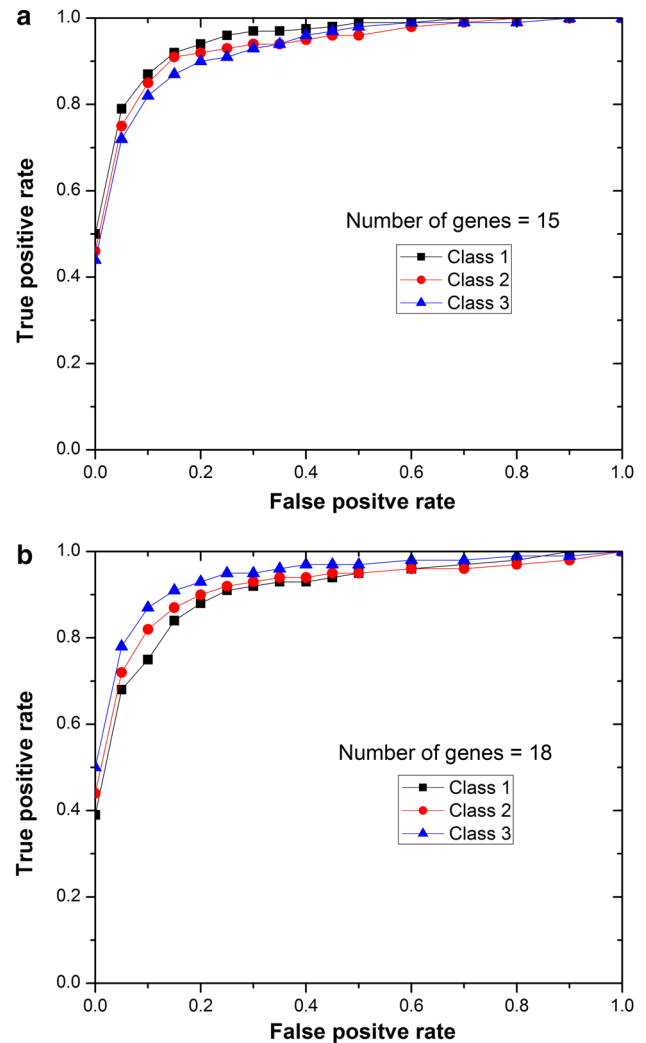 a
1.0
0.8
0.6
0.4
0.2
0.0
True positive rate
Number of genes = 15
Class 1
Class 2
Class 3
0.0 0.2 0.4 0.6 0.8 1.0
False positve rate
b
1.0
0.8
0.6
0.4
0.2
0.0
True positive rate
Number of genes = 18
Class 1
Class 2
Class 3
0.0 0.2 0.4 0.6 0.8 1.0
False positve rate